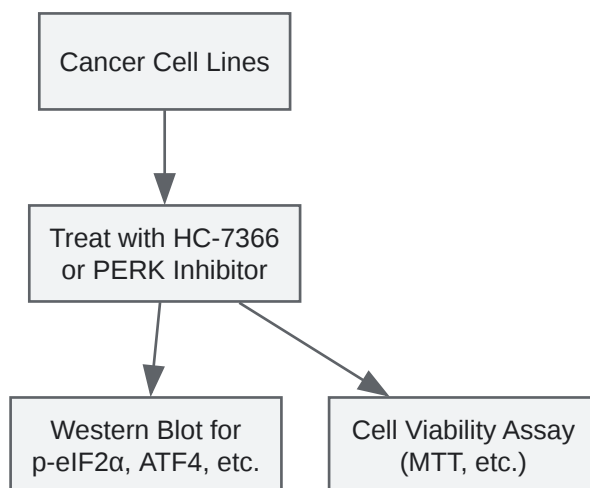 Cancer Cell Lines
Treat with HC-7366
or PERK Inhibitor
Western Blot for
p-eIF2α, ATF4, etc.
Cell Viability Assay
(MTT, etc.)